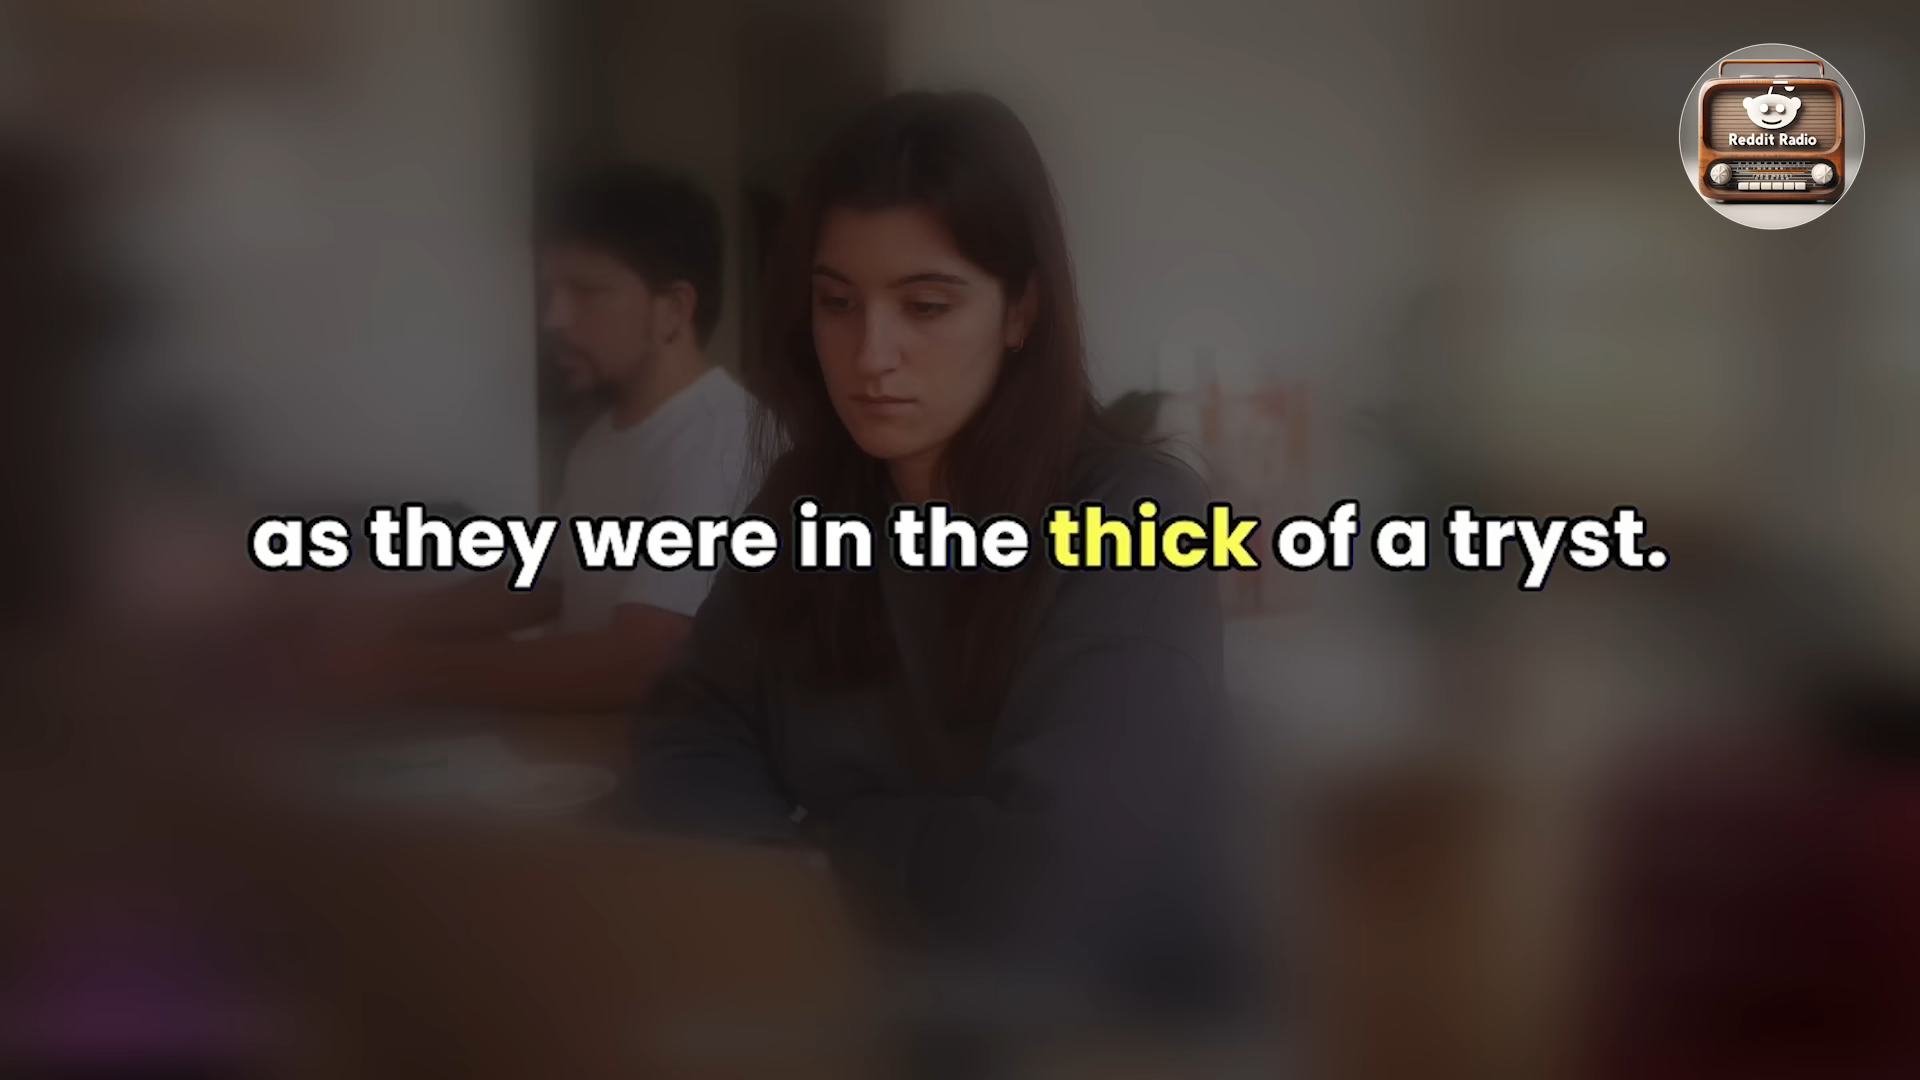 Reddit Radio
as they were in the thick of a tryst.